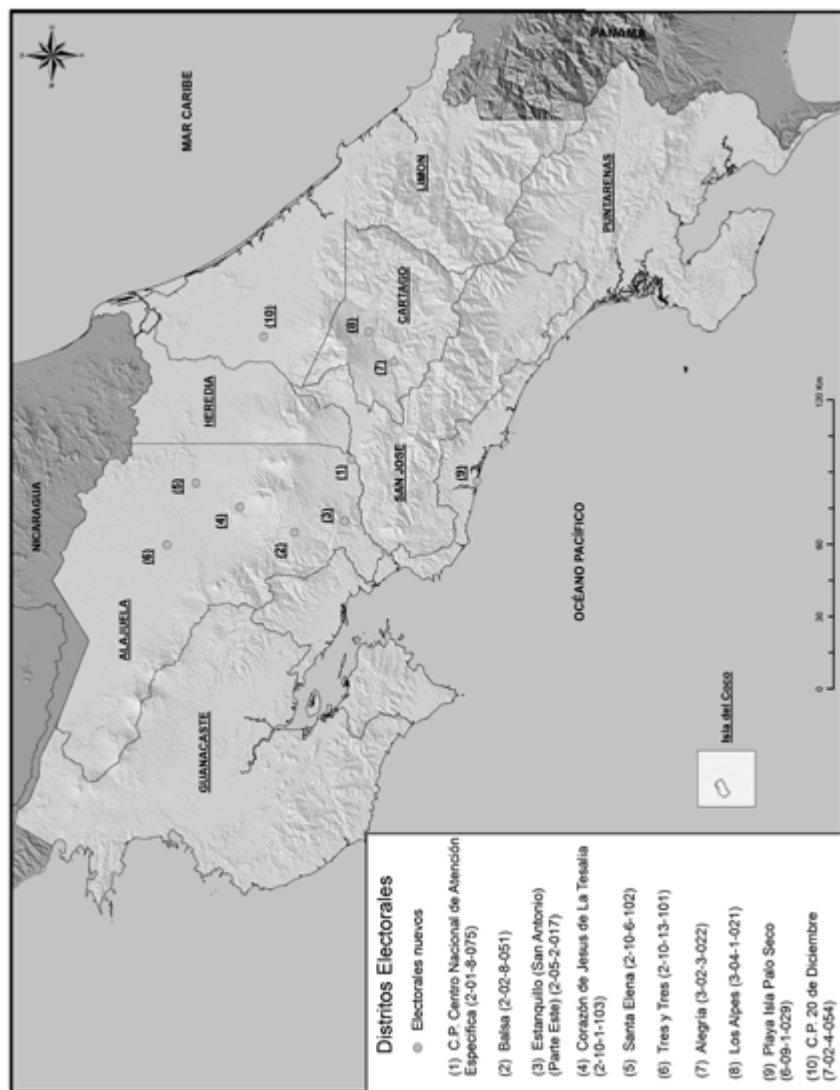 NICARAGUA
MAR CARIBE
PANAMA
ALAJUELA
HEREDIA
GUANACASTE
LIMON
CARTAGO
SAN JOSE
PUNTARENAS
(6)
(5)
(4)
(10)
(2)
(3)
(1)
(8)
(7)
(9)
OCÉANO PACÍFICO
Isla del Coco
0 60 120 Km
Distritos Electorales
Electorales nuevos
(1) C.P. Centro Nacional de Atención
Específica (2-01-8-075)
(2) Balsa (2-02-8-051)
(3) Estanquillo (San Antonio)
(Parte Este) (2-05-2-017)
(4) Corazón de Jesus de La Tesalia
(2-10-1-103)
(5) Santa Elena (2-10-6-102)
(6) Tres y Tres (2-10-13-101)
(7) Alegría (3-02-3-022)
(8) Los Alpes (3-04-1-021)
(9) Playa Isla Palo Seco
(6-09-1-029)
(10) C.P. 20 de Diciembre
(7-02-4-054)